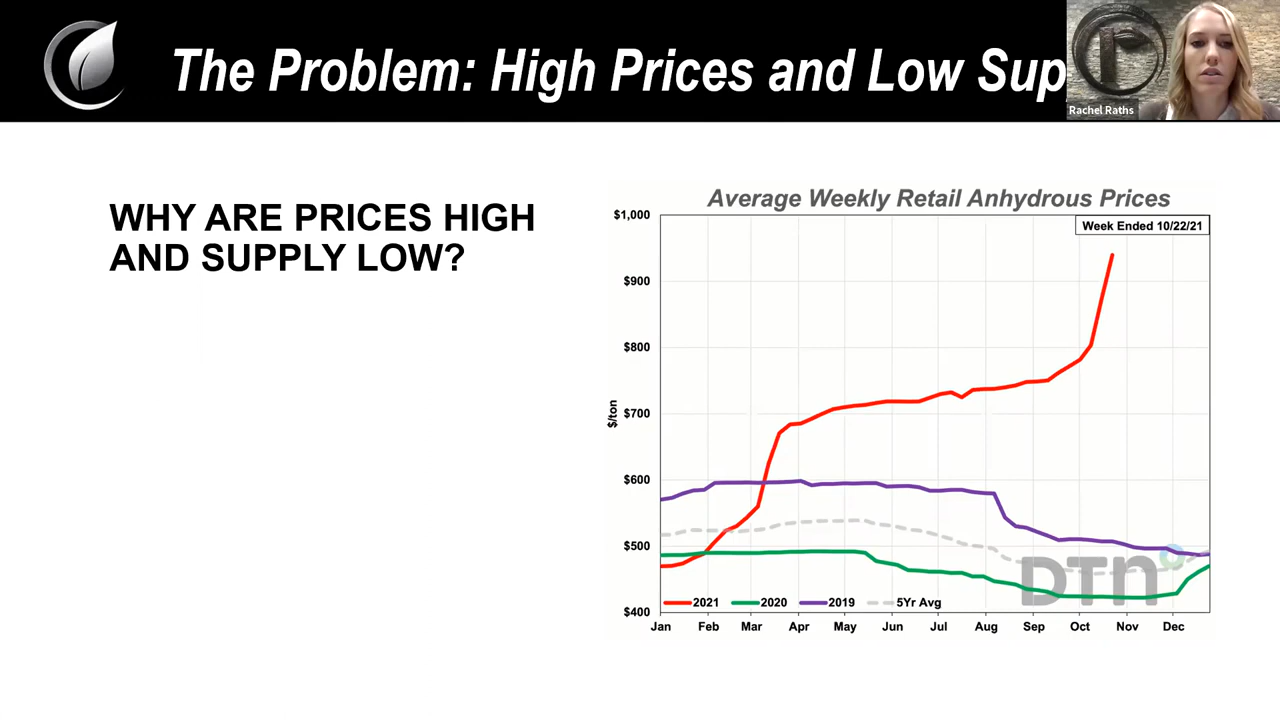 The Problem: High Prices and Low Sup
Rachel Raths
WHY ARE PRICES HIGH
AND SUPPLY LOW?
Average Weekly Retail Anhydrous Prices
Week Ended 10/22/21
$/ton
$1,000
$900
$800
$700
$600
$500
$400
DTN
2021 2020 2019 5Yr Avg
Jan Feb Mar Apr May Jun Jul Aug Sep Oct Nov Dec